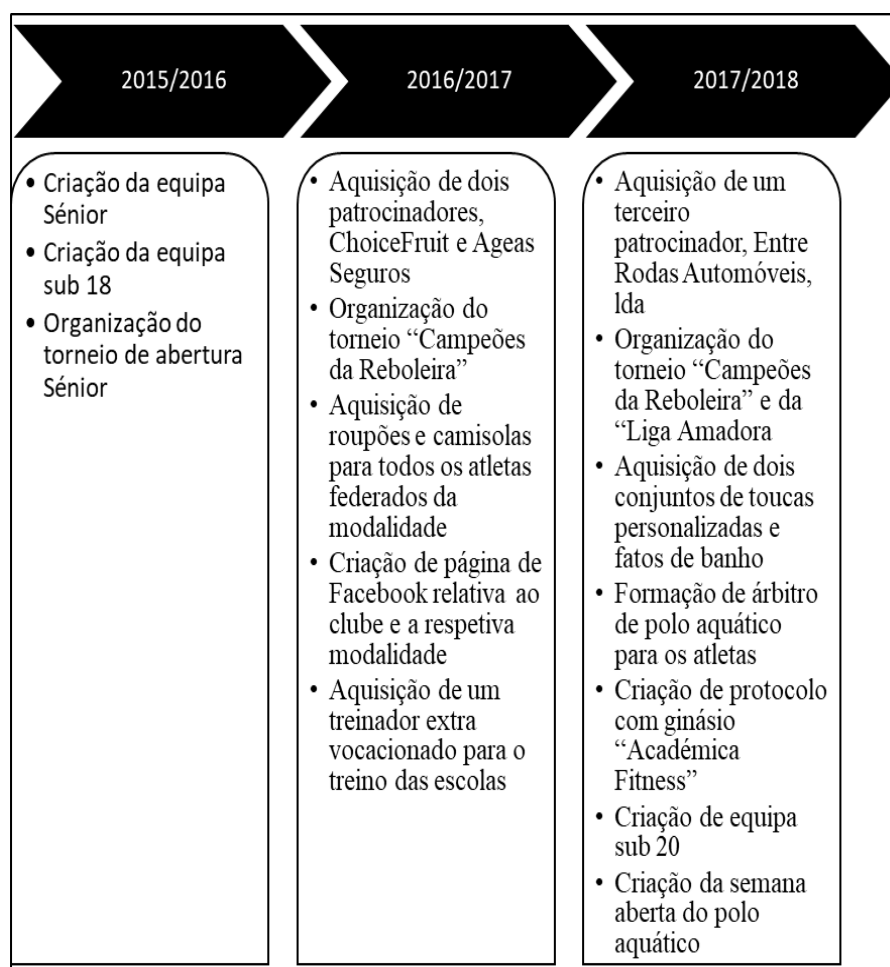 2015/2016
• Criação da equipa
Sénior
• Criação da equipa
sub 18
• Organização do
torneio de abertura
Sénior
2016/2017
• Aquisição de dois
patrocinadores,
ChoiceFruit e Ageas
Seguros
• Organização do
torneio “Campeões
da Reboleira”
• Aquisição de
roupões e camisolas
para todos os atletas
federados da
modalidade
• Criação de página de
Facebook relativa ao
clube e a respetiva
modalidade
• Aquisição de um
treinador extra
vocacionado para o
treino das escolas
2017/2018
• Aquisição de um
terceiro
patrocinador, Entre
Rodas Automóveis,
lda
• Organização do
torneio “Campeões
da Reboleira” e da
“Liga Amadora
• Aquisição de dois
conjuntos de toucas
personalizadas e
fatos de banho
• Formação de árbitro
de polo aquático
para os atletas
• Criação de protocolo
com ginásio
“Académica
Fitness”
• Criação de equipa
sub 20
• Criação da semana
aberta do polo
aquático